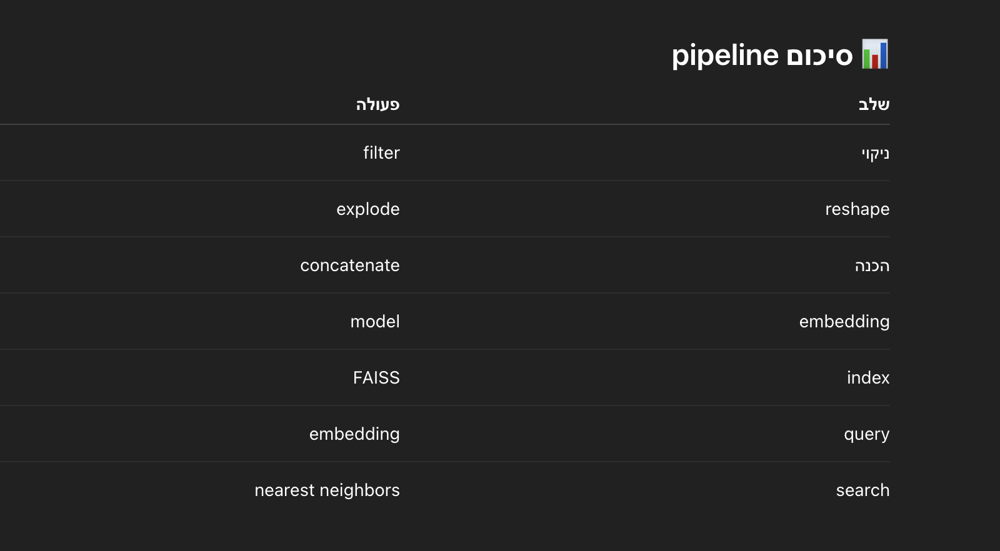 📊 סיכום pipeline
שלב פעולה
ניקוי filter
reshape explode
הכנה concatenate
embedding model
index FAISS
query embedding
search nearest neighbors